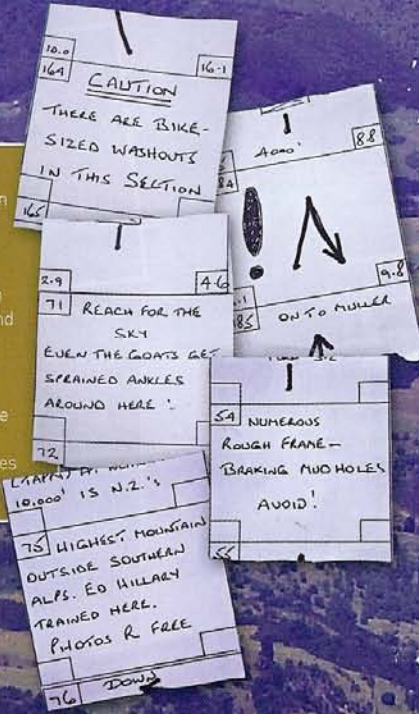 10.0
164
16.1
CAUTION
THERE ARE BIKE-
SIZED WASHOUTS
IN THIS SECTION
165
4000'
8.8
84
!
9.8
185
ONTO MULLER
2.9
4.6
71
REACH FOR THE
SKY
EVEN THE GOATS GET
SPRAINED ANKLES
AROUND HERE !
72
54
NUMEROUS
ROUGH FRAME-
BRAKING MUD HOLES
AVOID!
55
10,000' IS N.Z.'s
75
HIGHEST MOUNTAIN
OUTSIDE SOUTHERN
ALPS. ED HILLARY
TRAINED HERE.
PHOTOS R FREE
76
DOWN